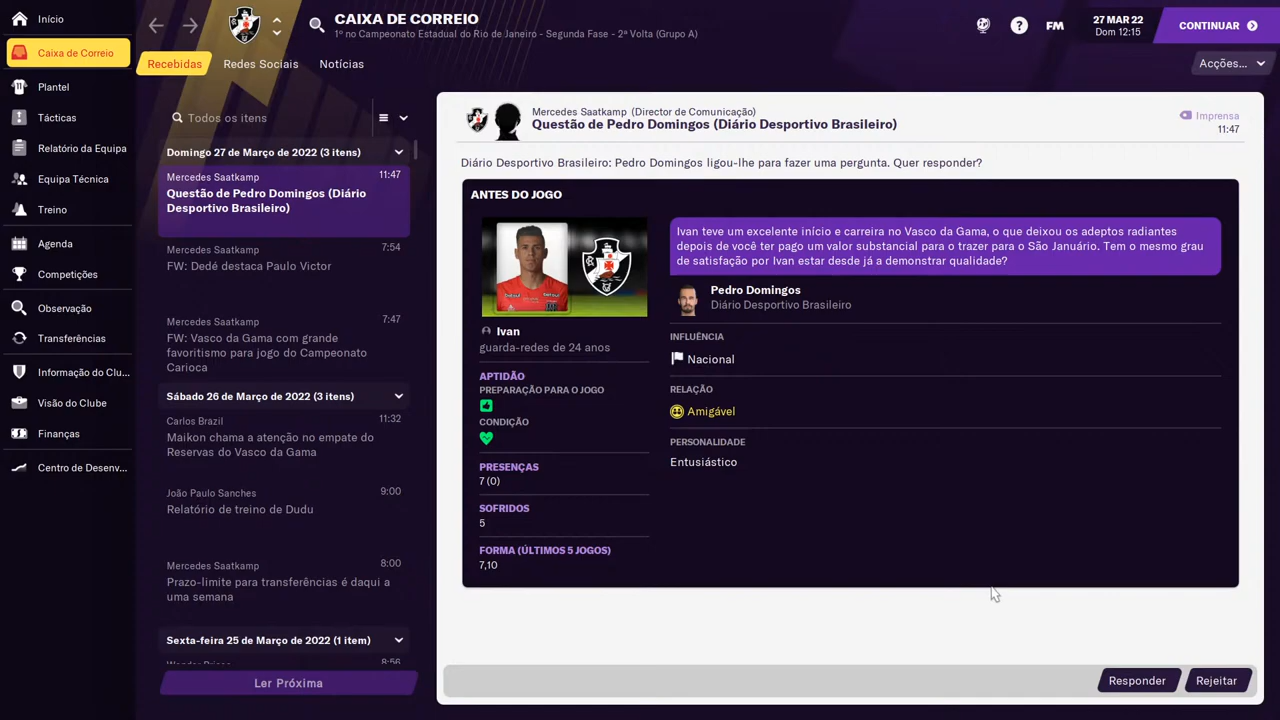 Início
Caixa de Correio
Plantel
Tácticas
Relatório da Equipa
Equipa Técnica
Treino
Agenda
Competições
Observação
Transferências
Informação do Clu...
Visão do Clube
Finanças
Centro de Desenv...
CAIXA DE CORREIO
1º no Campeonato Estadual do Rio de Janeiro - Segunda Fase - 2ª Volta (Grupo A)
?
FM
27 MAR 22
Dom 12:15
CONTINUAR
Recebidas
Redes Sociais
Notícias
Acções...
Todos os itens
Domingo 27 de Março de 2022 (3 itens)
Mercedes Saatkamp 11:47
Questão de Pedro Domingos (Diário
Desportivo Brasileiro)
Mercedes Saatkamp 7:54
FW: Dedé destaca Paulo Victor
Mercedes Saatkamp 7:47
FW: Vasco da Gama com grande
favoritismo para jogo do Campeonato
Carioca
Sábado 26 de Março de 2022 (3 itens)
Carlos Brazil 11:32
Maikon chama a atenção no empate do
Reservas do Vasco da Gama
João Paulo Sanches 9:00
Relatório de treino de Dudu
Mercedes Saatkamp 8:00
Prazo-limite para transferências é daqui a
uma semana
Sexta-feira 25 de Março de 2022 (1 item)
8:56
Ler Próxima
Mercedes Saatkamp (Director de Comunicação)
Questão de Pedro Domingos (Diário Desportivo Brasileiro)
Imprensa
11:47
Diário Desportivo Brasileiro: Pedro Domingos ligou-lhe para fazer uma pergunta. Quer responder?
ANTES DO JOGO
Ivan
guarda-redes de 24 anos
APTIDÃO
PREPARAÇÃO PARA O JOGO
CONDIÇÃO
PRESENÇAS
7 (0)
SOFRIDOS
5
FORMA (ÚLTIMOS 5 JOGOS)
7,10
Ivan teve um excelente início e carreira no Vasco da Gama, o que deixou os adeptos radiantes
depois de você ter pago um valor substancial para o trazer para o São Januário. Tem o mesmo grau
de satisfação por Ivan estar desde já a demonstrar qualidade?
Pedro Domingos
Diário Desportivo Brasileiro
INFLUÊNCIA
Nacional
RELAÇÃO
Amigável
PERSONALIDADE
Entusiástico
Responder
Rejeitar